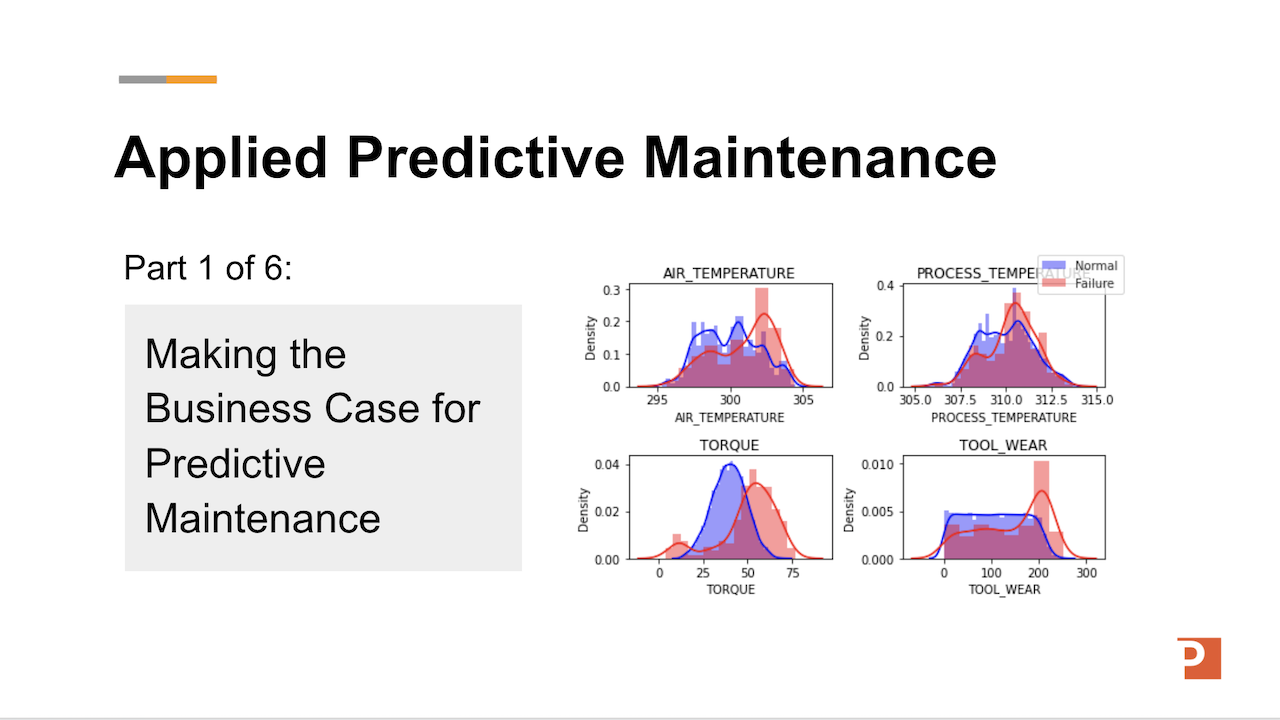 Applied Predictive Maintenance
Part 1 of 6:
Making the
Business Case for
Predictive
Maintenance
AIR_TEMPERATURE
0.3
0.2
0.1
0.0
Density
295 300 305
AIR_TEMPERATURE
PROCESS_TEMPERATURE
Normal
Failure
0.4
0.2
0.0
Density
305.0 307.5 310.0 312.5 315.0
PROCESS_TEMPERATURE
TORQUE
0.04
0.02
0.00
Density
0 25 50 75
TORQUE
TOOL_WEAR
0.010
0.005
0.000
Density
0 100 200 300
TOOL_WEAR
P